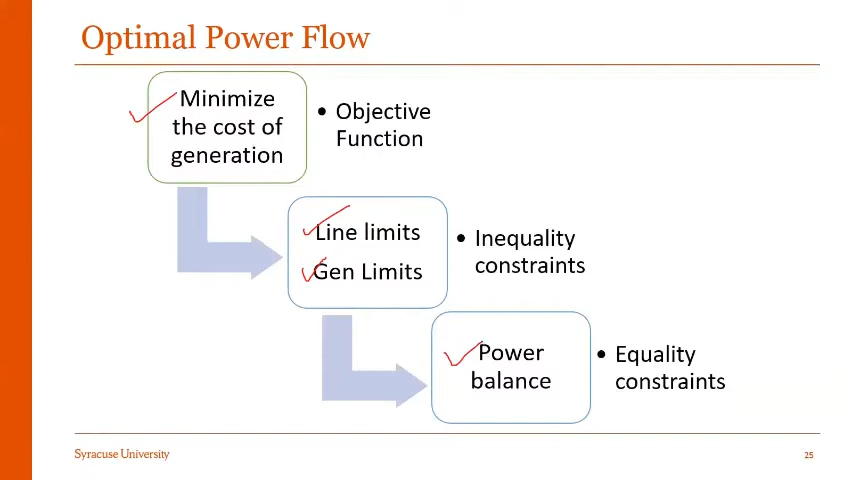 Optimal Power Flow
Minimize
the cost of
generation
• Objective
Function
Line limits
Gen Limits
• Inequality
constraints
Power
balance
• Equality
constraints
Syracuse University
25